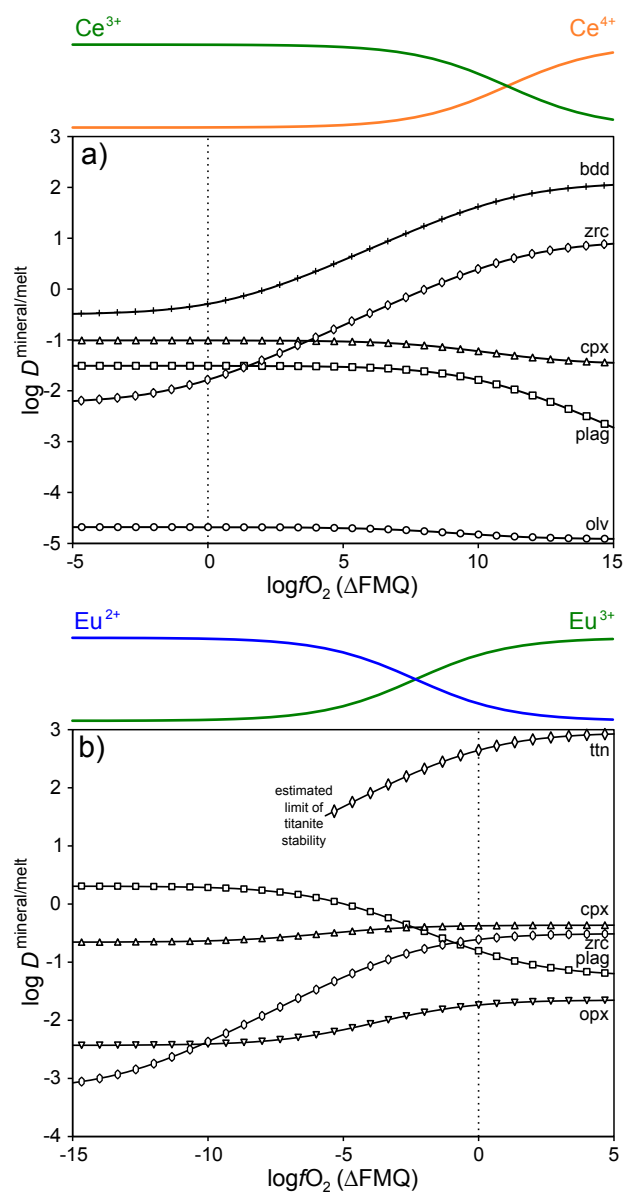 Ce³⁺ Ce⁴⁺
a)
3
2
1
0
-1
-2
-3
-4
-5
log D mineral/melt
bdd
zrc
cpx
plag
olv
-5 0 5 10 15
logfO₂ (ΔFMQ)
Eu²⁺ Eu³⁺
b)
3
2
1
0
-1
-2
-3
-4
log D mineral/melt
ttn
estimated
limit of
titanite
stability
cpx
zrc
plag
opx
-15 -10 -5 0 5
logfO₂ (ΔFMQ)